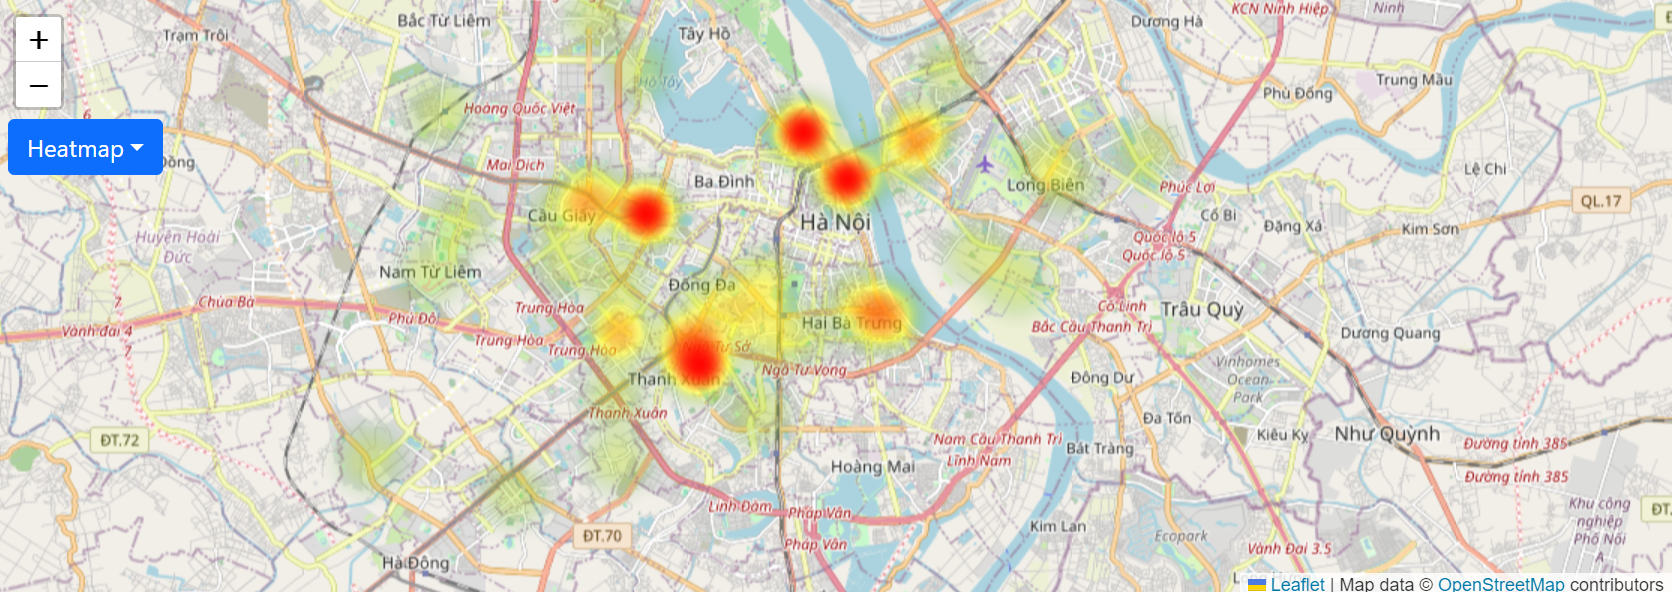 Bắc Từ Liêm
Dương Hà
KCN Ninh Hiệp
Ninh
Trạm Trôi
Tây Hồ
+
−
Hồ Tây
Trung Màu
Phù Đổng
Hoàng Quốc Việt
6
Heatmap
Mai Dịch
Lệ Chi
Ba Đình
Long Biên
Phúc Lợi
QL.17
Cầu Giấy
Hà Nội
Cổ Bi
Đặng Xá
Kim Sơn
Huyện Hoài
Đức
Quốc lộ 5
Quốc lộ 5
Nam Từ Liêm
Đống Đa
Chùa Bà
7
Trung Hòa
Cổ Linh
Trâu Quỳ
Phú Đô
Hai Bà Trưng
Bắc Cầu Thanh Trì
Vành đai 4
Dương Quang
Trung Hòa
Trung Hòa
Ngã Tư Sở
7
Vinhomes
Ocean
Park
Ngã Tư Vọng
Thanh Xuân
Đông Dư
Thanh Xuân
Đa Tốn
ĐT.72
Kiêu Kỵ
Như Quỳnh
Nam Cầu Thanh Trì
Đường tỉnh 385
Lĩnh Nam
Bát Tràng
Hoàng Mai
Đường tỉnh 385
Linh Đàm
Pháp Vân
Khu công
nghiệp
Phố Nối
A
ĐT.
ĐT.70
Kim Lan
Ecopark
Pháp Vân
Vành Đai 3.5
Hà Đông
Leaflet | Map data © OpenStreetMap contributors